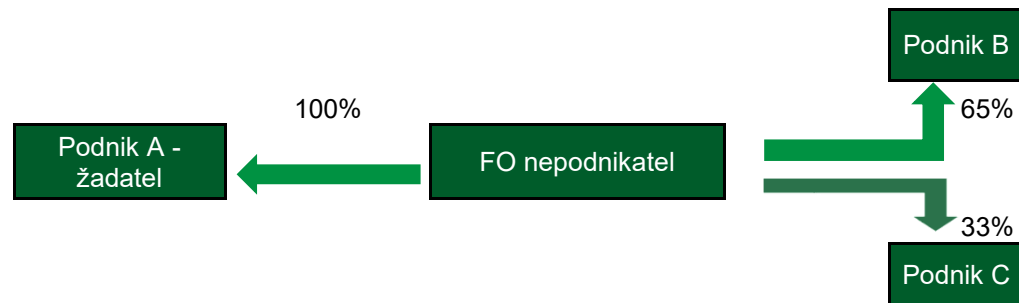 Podnik B
100%
65%
Podnik A -
žadatel
FO nepodnikatel
33%
Podnik C